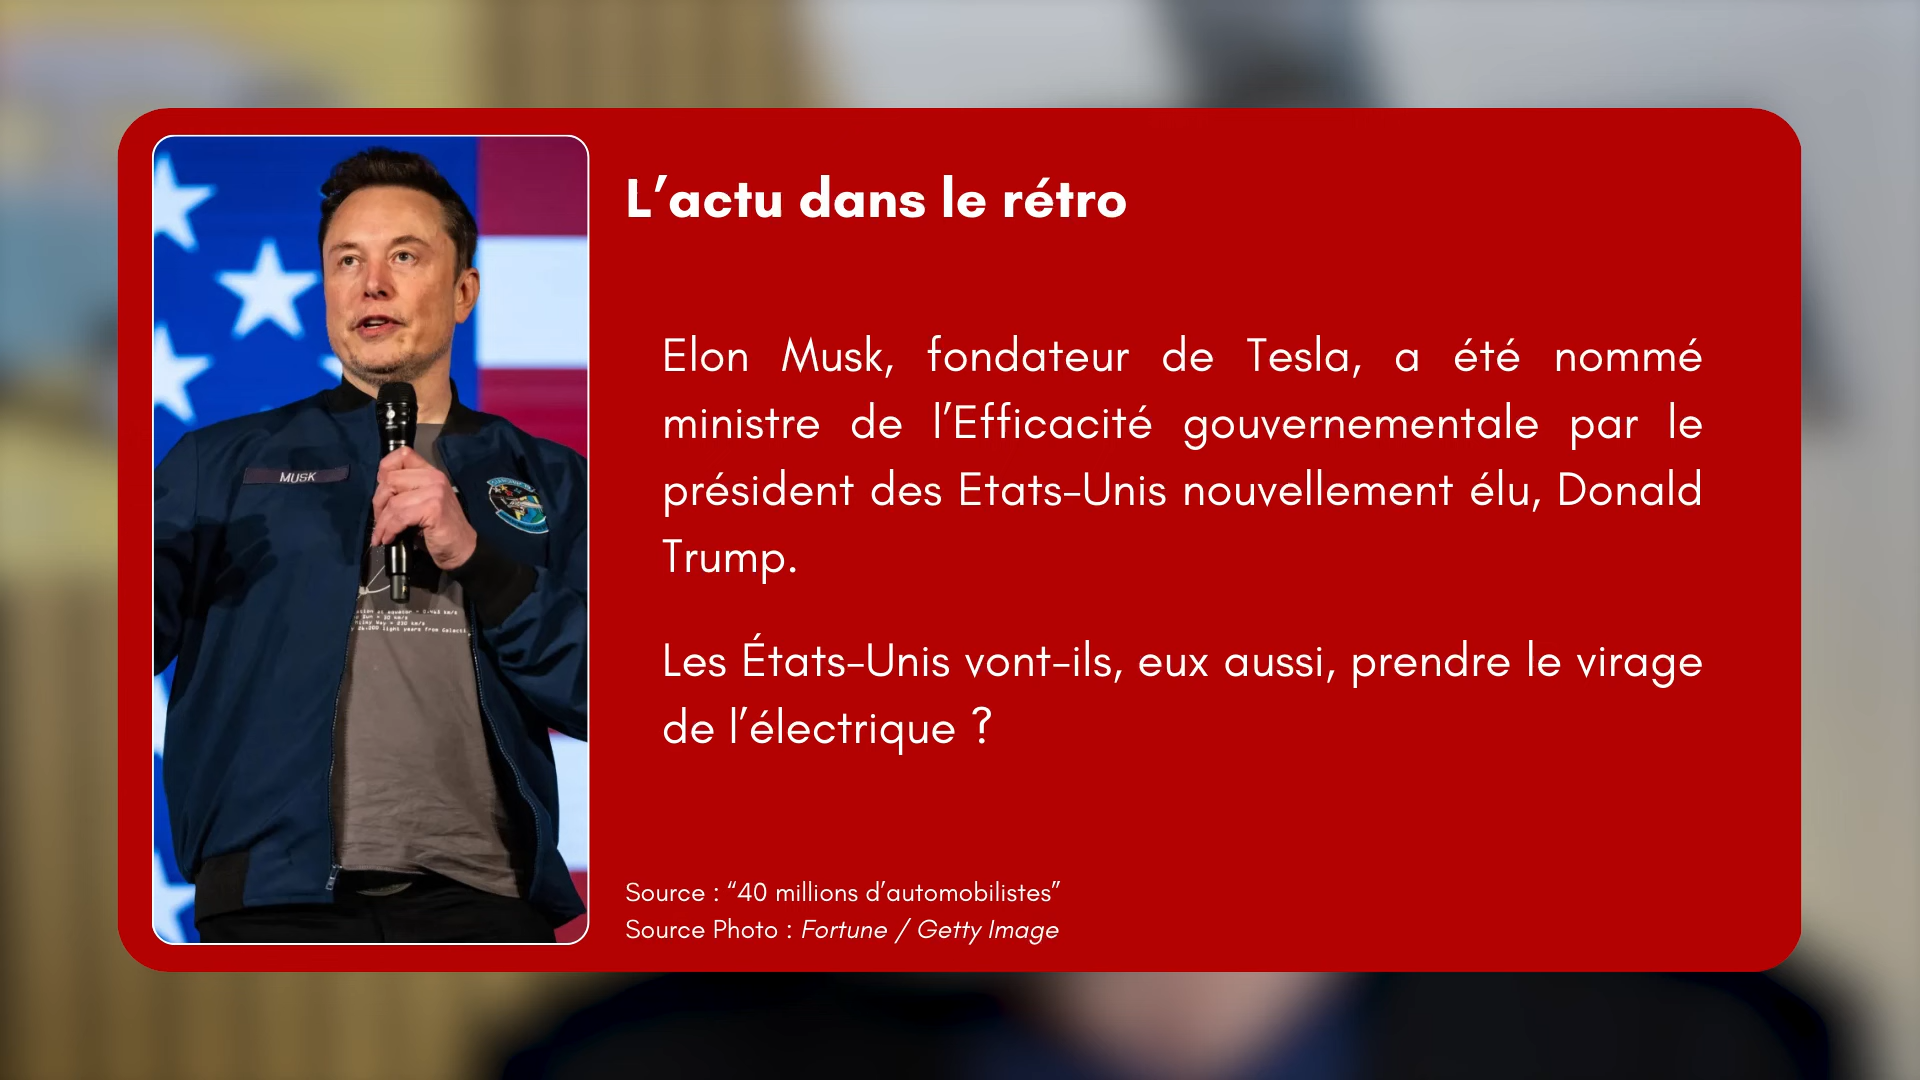 L’actu dans le rétro
Elon Musk, fondateur de Tesla, a été nommé
ministre de l’Efficacité gouvernementale par le
président des Etats-Unis nouvellement élu, Donald
Trump.
Les États-Unis vont-ils, eux aussi, prendre le virage
de l’électrique ?
Source : “40 millions d’automobilistes”
Source Photo : Fortune / Getty Image
MUSK